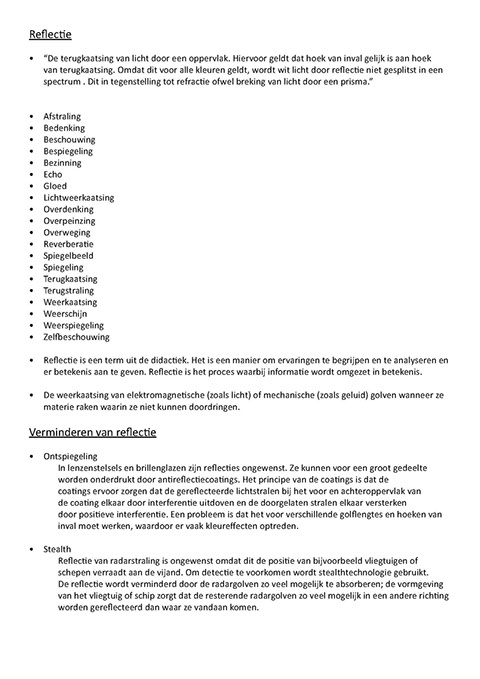 Reflectie
• “De terugkaatsing van licht door een oppervlak. Hiervoor geldt dat hoek van inval gelijk is aan hoek
van terugkaatsing. Omdat dit voor alle kleuren geldt, wordt wit licht door reflectie niet gesplitst in een
spectrum . Dit in tegenstelling tot refractie ofwel breking van licht door een prisma.”
• Afstraling
• Bedenking
• Beschouwing
• Bespiegeling
• Bezinning
• Echo
• Gloed
• Lichtweerkaatsing
• Overdenking
• Overpeinzing
• Overweging
• Reverberatie
• Spiegelbeeld
• Spiegeling
• Terugkaatsing
• Terugstraling
• Weerkaatsing
• Weerschijn
• Weerspiegeling
• Zelfbeschouwing
• Reflectie is een term uit de didactiek. Het is een manier om ervaringen te begrijpen en te analyseren en
er betekenis aan te geven. Reflectie is het proces waarbij informatie wordt omgezet in betekenis.
• De weerkaatsing van elektromagnetische (zoals licht) of mechanische (zoals geluid) golven wanneer ze
materie raken waarin ze niet kunnen doordringen.
Verminderen van reflectie
• Ontspiegeling
In lenzenstelsels en brillenglazen zijn reflecties ongewenst. Ze kunnen voor een groot gedeelte
worden onderdrukt door antireflectiecoatings. Het principe van de coatings is dat de
coatings ervoor zorgen dat de gereflecteerde lichtstralen bij het voor en achteroppervlak van
de coating elkaar door interferentie uitdoven en de doorgelaten stralen elkaar versterken
door positieve interferentie. Een probleem is dat het voor verschillende golflengtes en hoeken van
inval moet werken, waardoor er vaak kleureffecten optreden.
• Stealth
Reflectie van radarstraling is ongewenst omdat dit de positie van bijvoorbeeld vliegtuigen of
schepen verraadt aan de vijand. Om detectie te voorkomen wordt stealthtechnologie gebruikt.
De reflectie wordt verminderd door de radargolven zo veel mogelijk te absorberen; de vormgeving
van het vliegtuig of schip zorgt dat de resterende radargolven zo veel mogelijk in een andere richting
worden gereflecteerd dan waar ze vandaan komen.